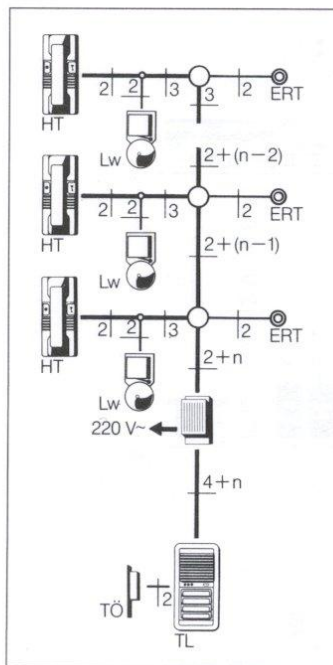 2 2 3 3 2
HT Lw ERT
2+(n−2)
2 2 3 2
HT Lw ERT
2+(n−1)
2 2 3 2
HT Lw ERT
2+n
220 V~
4+n
TÖ 2
TL